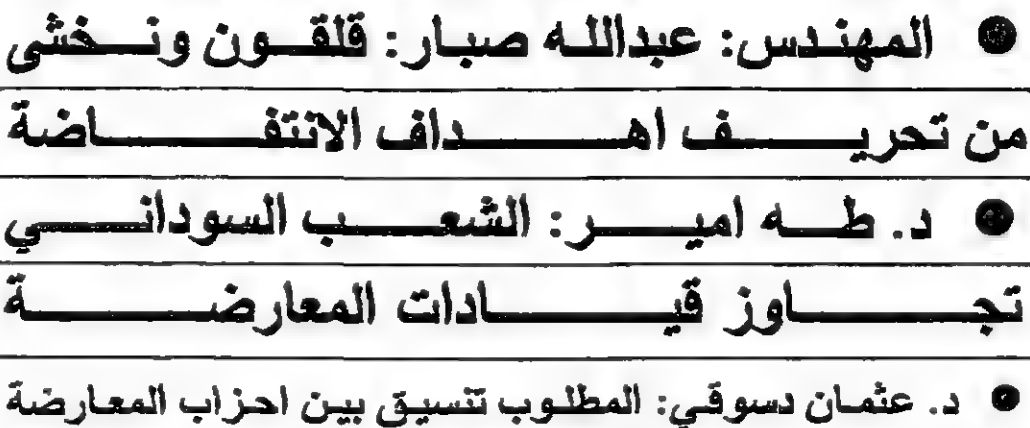 ● المهندس: عبدالله صبار: قلقون ونخشى
من تحريف اهداف الانتفاضة
● د. طه امير: الشعب السوداني
تجاوز قيادات المعارضة
● د. عثمان دسوقي: المطلوب تنسيق بين احزاب المعارضة